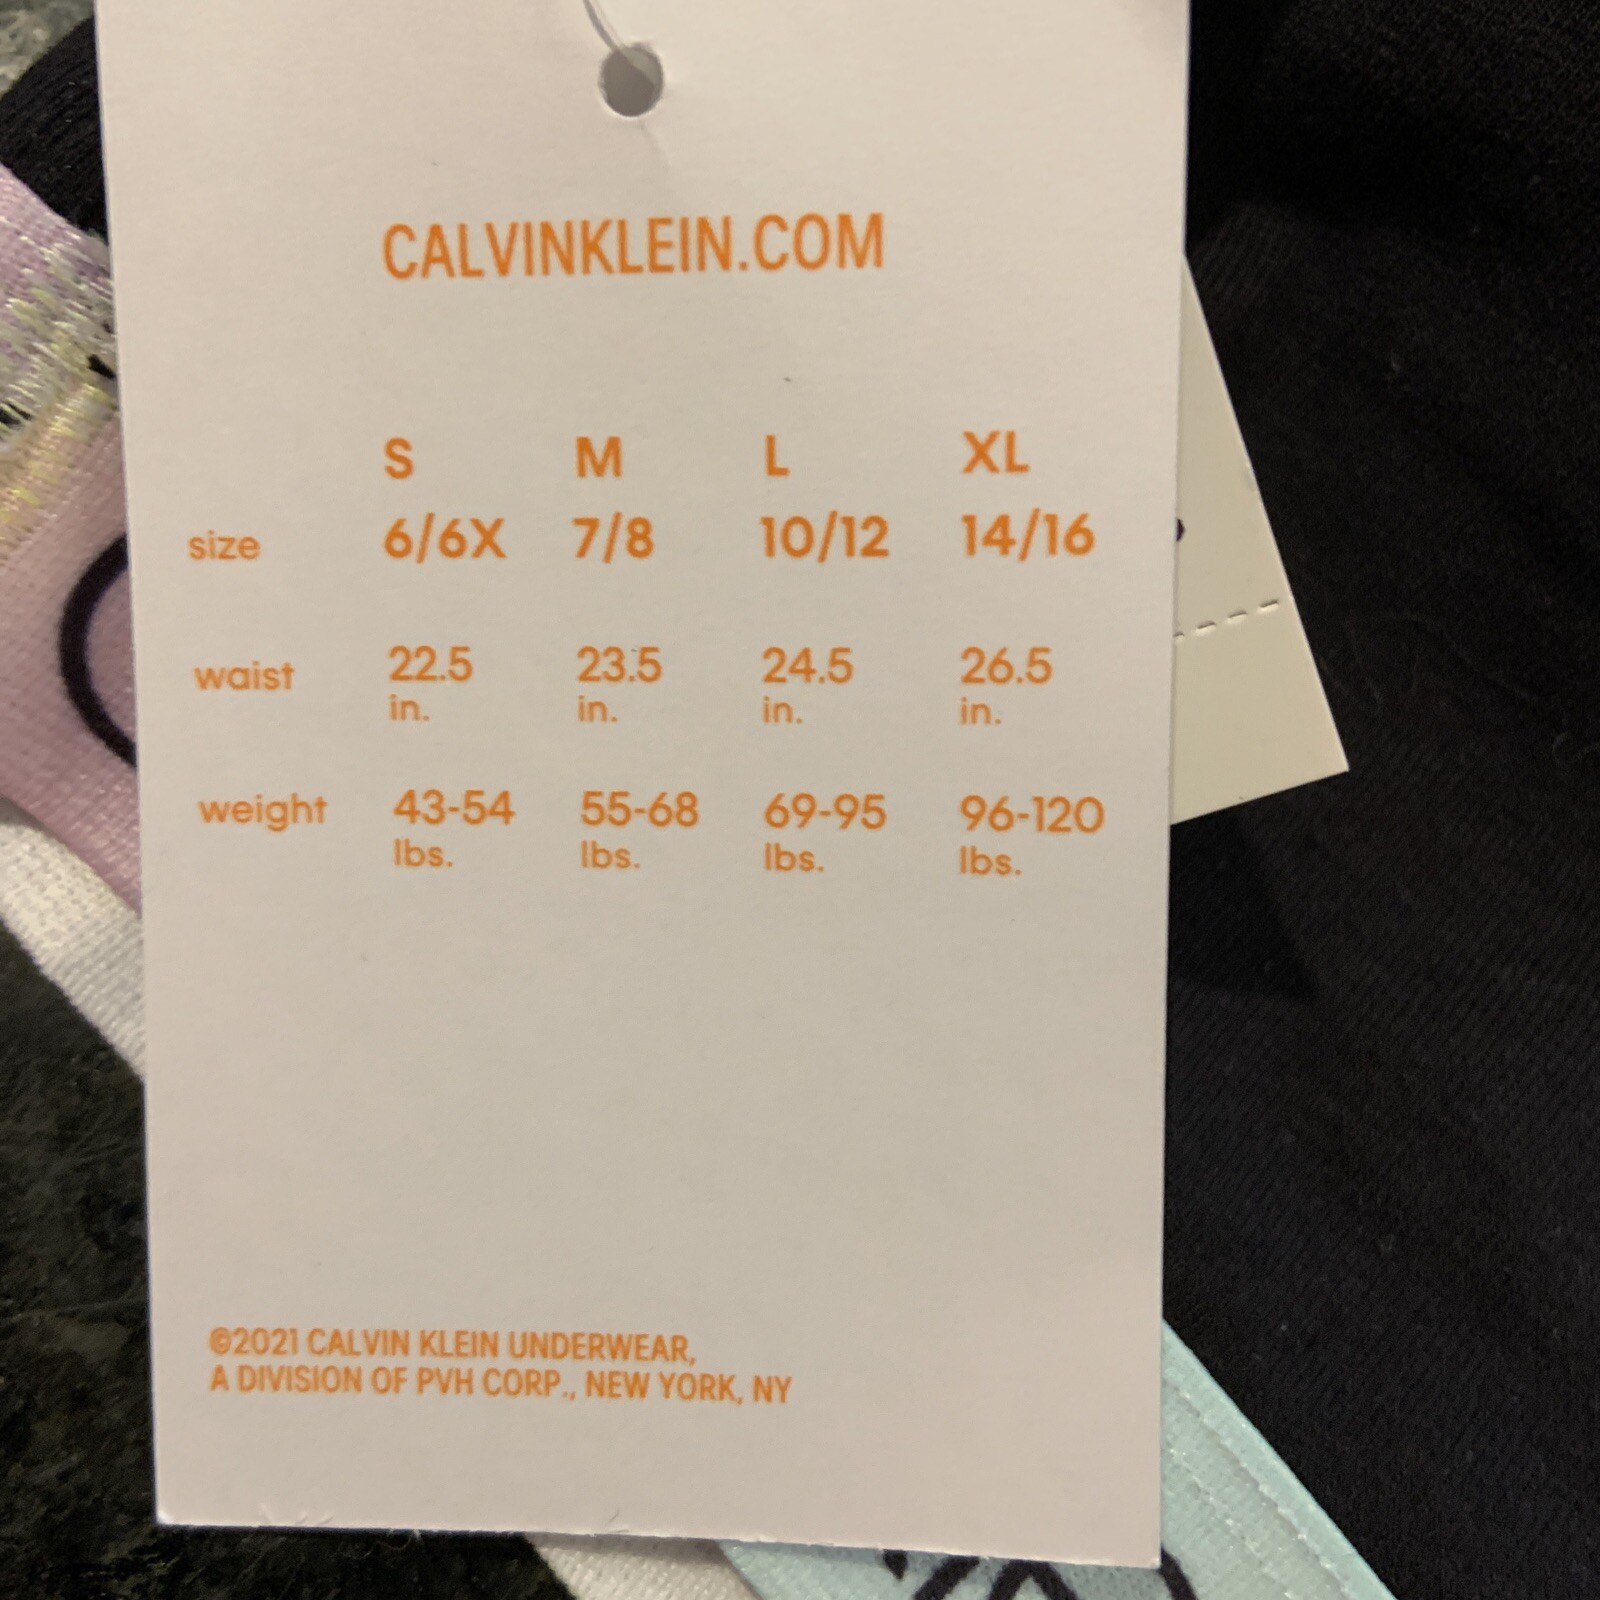 CALVINKLEIN.COM
S M L XL
size 6/6X 7/8 10/12 14/16
waist 22.5 in. 23.5 in. 24.5 in. 26.5 in.
weight 43-54 lbs. 55-68 lbs. 69-95 lbs. 96-120 lbs.
©2021 CALVIN KLEIN UNDERWEAR,
A DIVISION OF PVH CORP., NEW YORK, NY